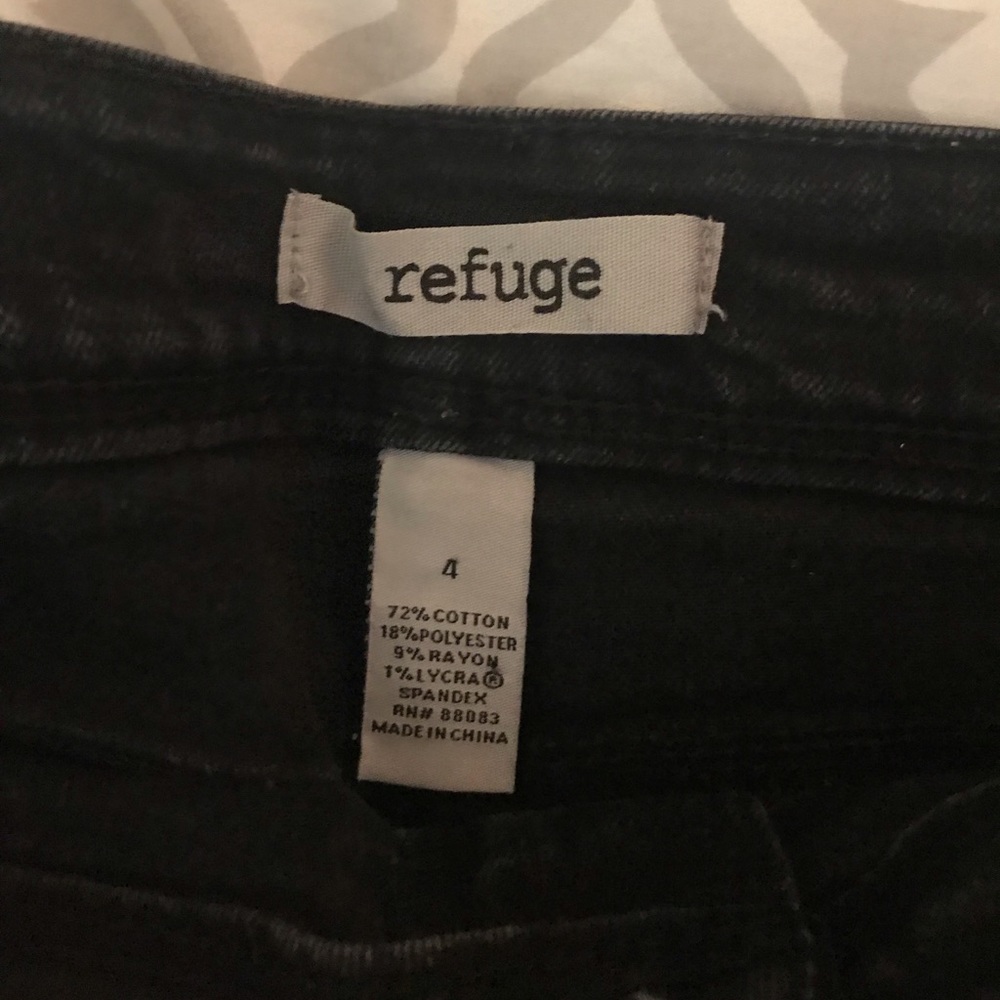 refuge
4
72%COTTON
18%POLYESTER
9%RAYON
1%LYCRA®
SPANDEX
RN# 88083
MADE IN CHINA